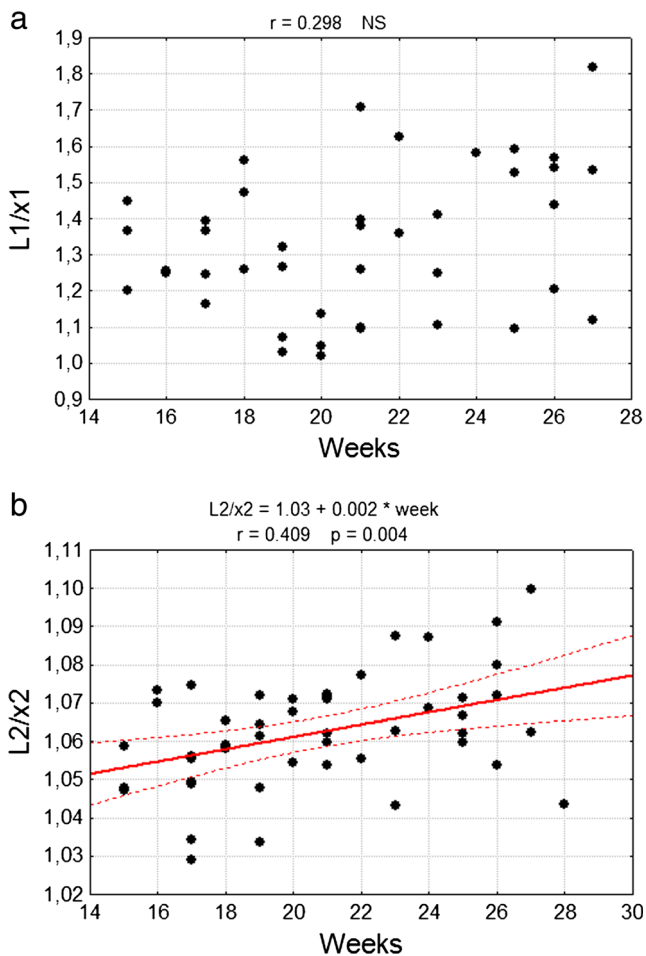 a
r = 0.298 NS
1,9
1,8
1,7
1,6
1,5
1,4
1,3
1,2
1,1
1,0
0,9
L1/x1
14 16 18 20 22 24 26 28
Weeks
b
L2/x2 = 1.03 + 0.002 * week
r = 0.409 p = 0.004
1,11
1,10
1,09
1,08
1,07
1,06
1,05
1,04
1,03
1,02
L2/x2
14 16 18 20 22 24 26 28 30
Weeks